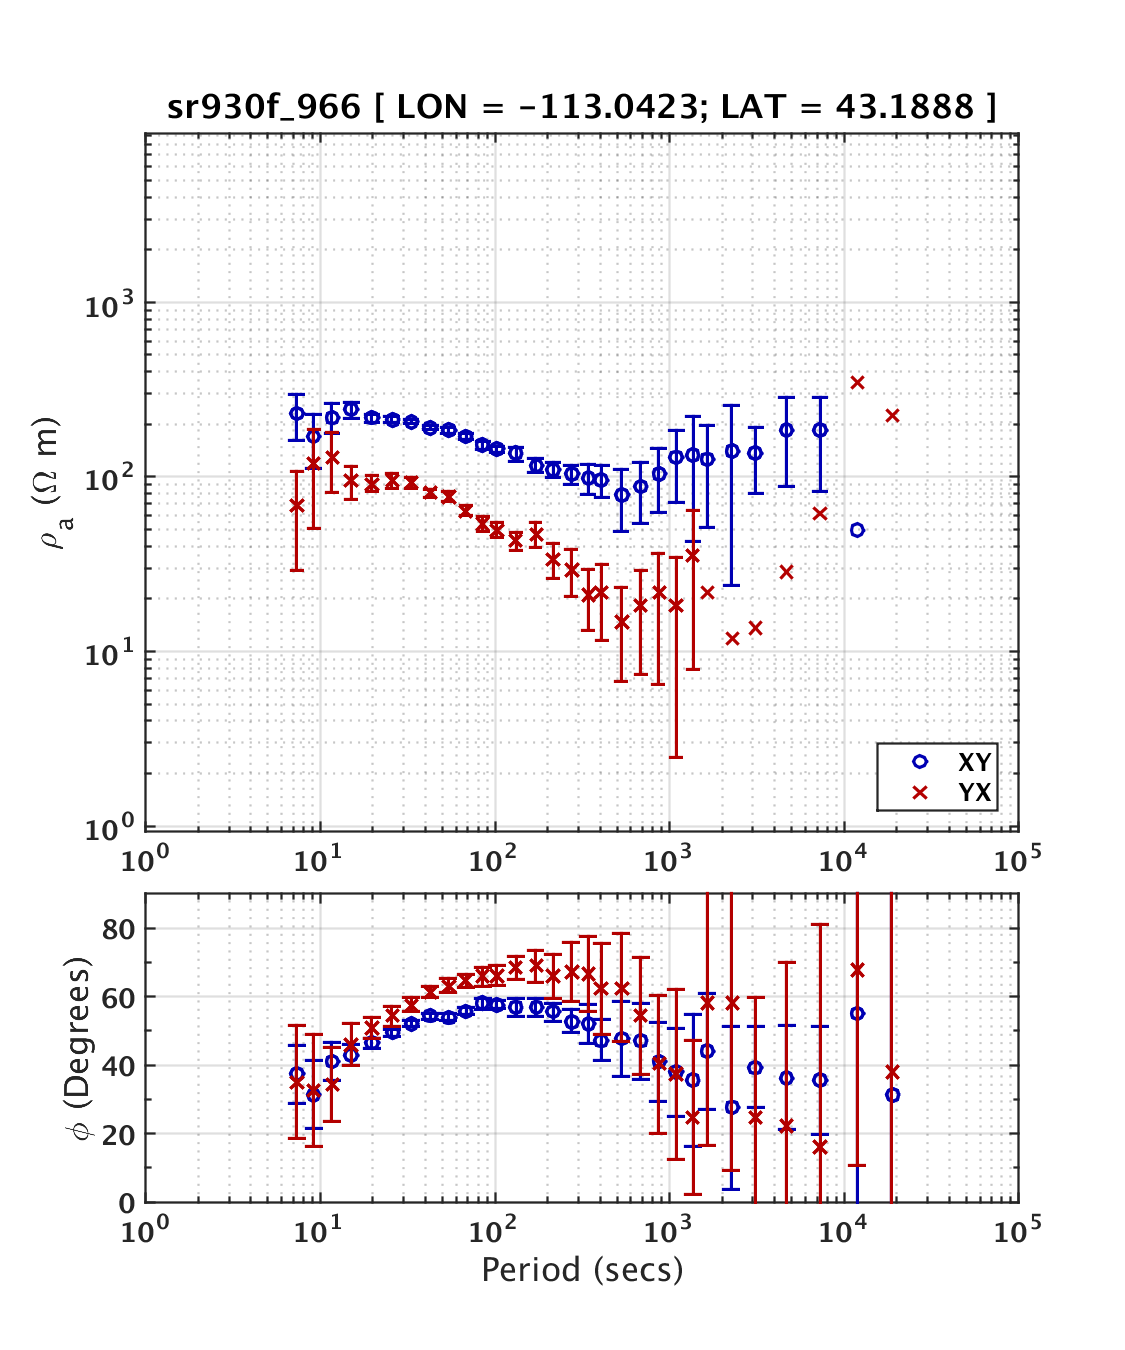 sr930f_966 [ LON = -113.0423; LAT = 43.1888 ]
10³
10²
10¹
10⁰
ρₐ (Ω m)
XY
YX
10⁰ 10¹ 10² 10³ 10⁴ 10⁵
80
60
40
20
0
ϕ (Degrees)
10⁰ 10¹ 10² 10³ 10⁴ 10⁵
Period (secs)